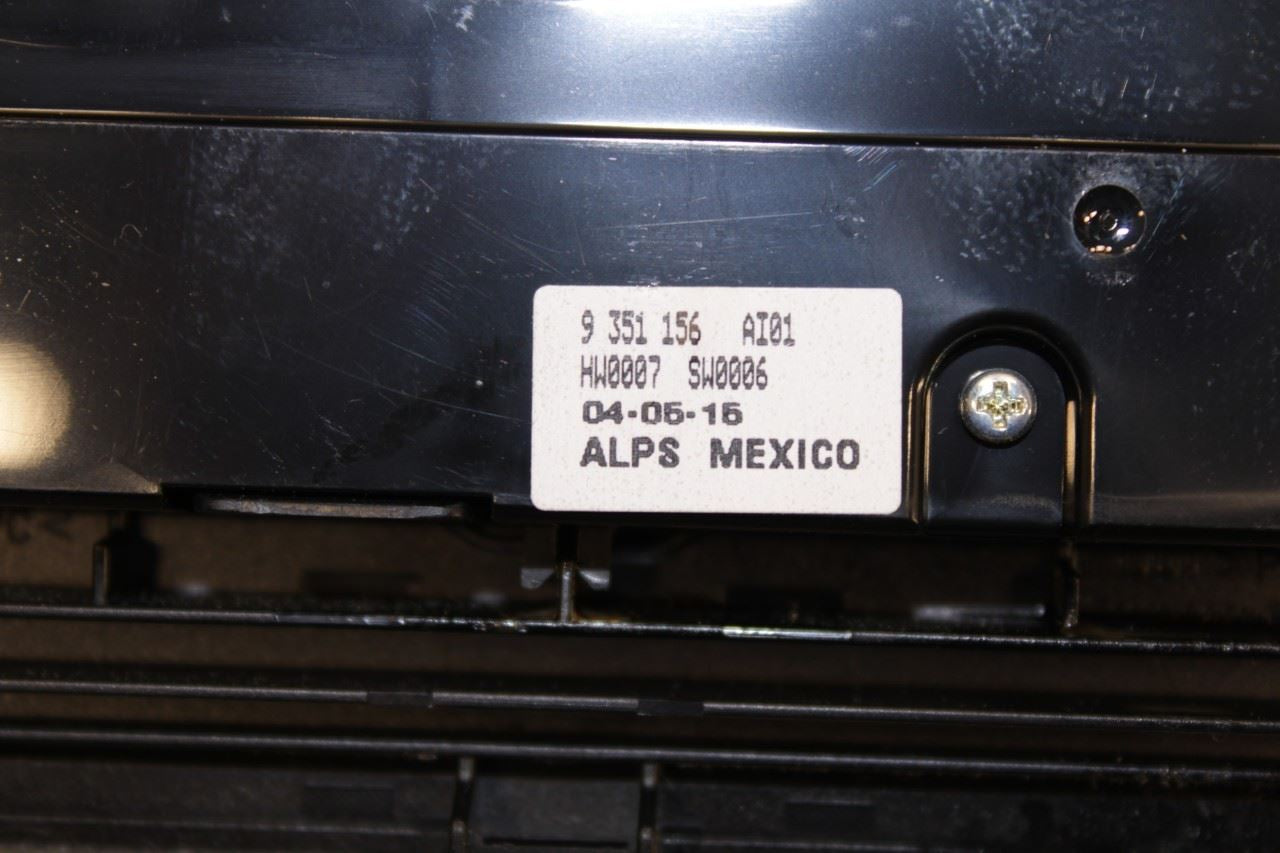 9 351 156 AI01
HW0007 SW0006
04-05-15
ALPS MEXICO